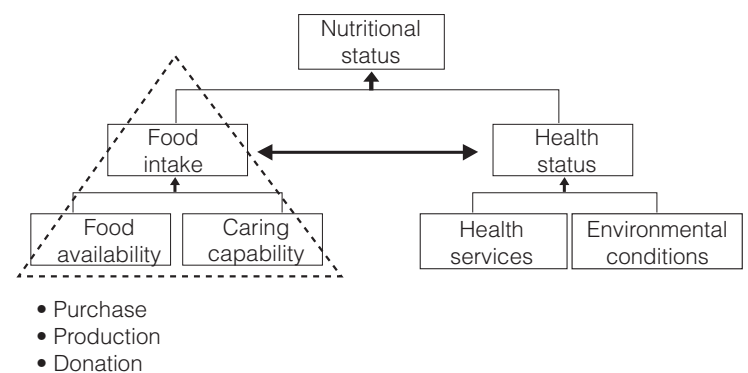 Nutritional
status
Food
intake
Health
status
Food
availability
Caring
capability
Health
services
Environmental
conditions
• Purchase
• Production
• Donation